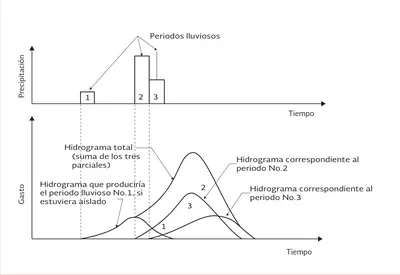 Periodos lluviosos
Precipitación
1
2
3
Tiempo
Hidrograma total
(suma de los tres
parciales)
Hidrograma correspondiente al
periodo No.2
Hidrograma que produciría
el periodo lluvioso No.1, si
estuviera aislado
Hidrograma correspondiente al
periodo No.3
Gasto
2
3
1
Tiempo